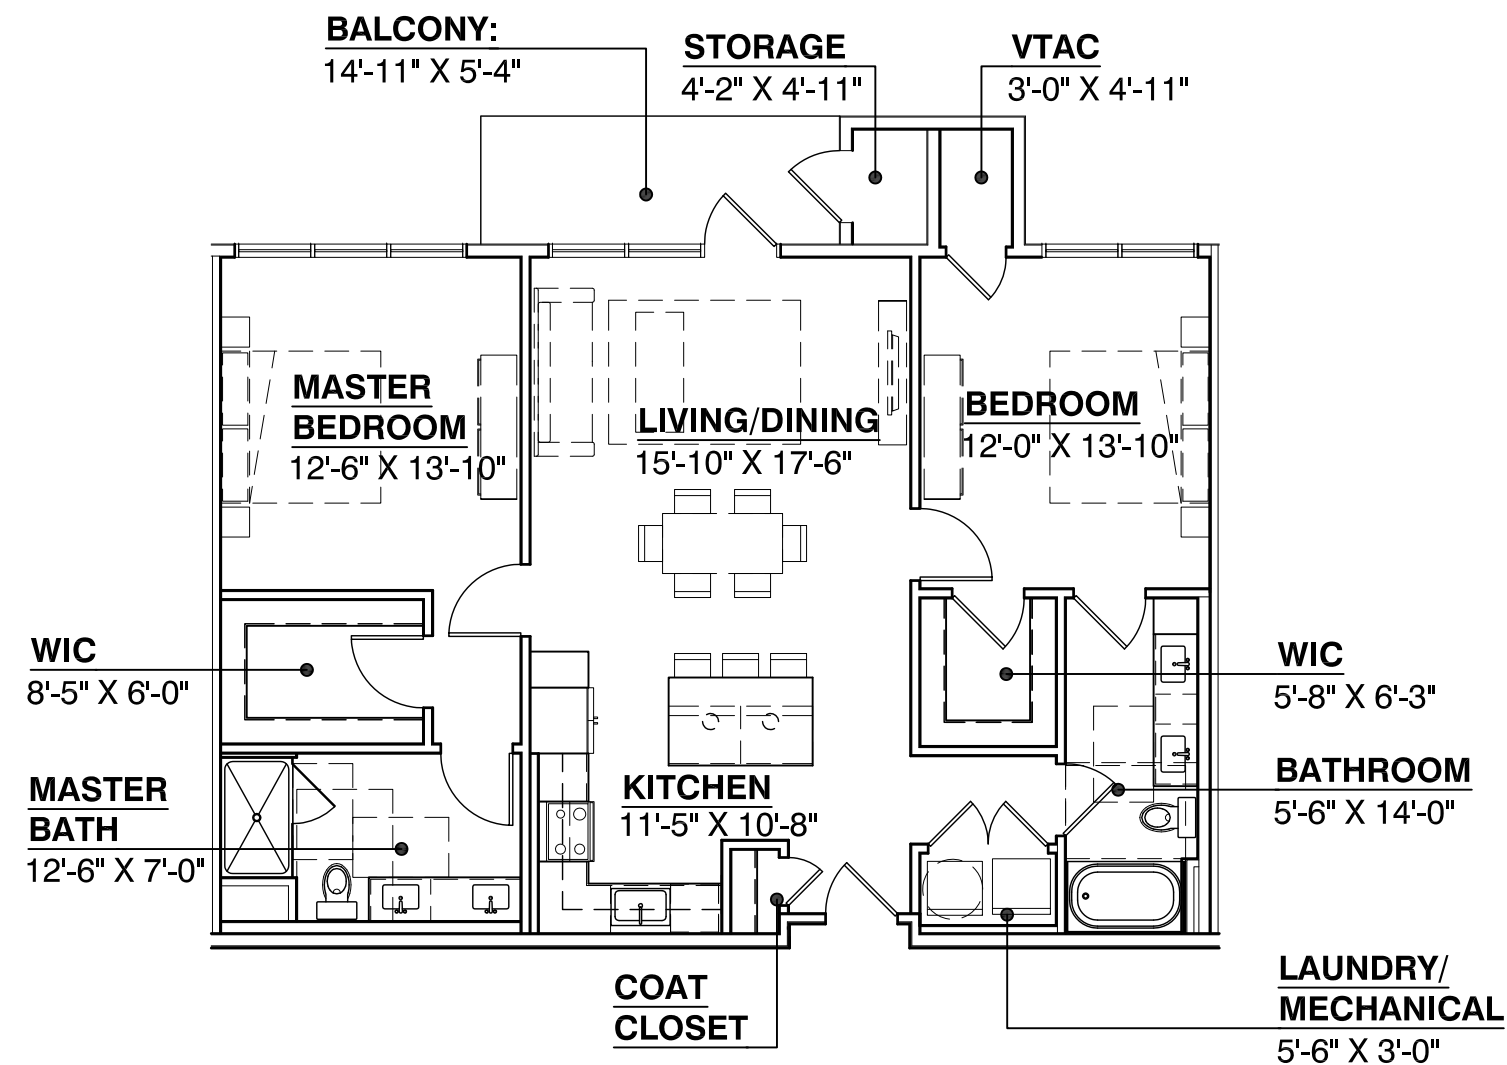 BALCONY:
14'-11" X 5'-4"
STORAGE
4'-2" X 4'-11"
VTAC
3'-0" X 4'-11"
MASTER
BEDROOM
12'-6" X 13'-10"
LIVING/DINING
15'-10" X 17'-6"
BEDROOM
12'-0" X 13'-10"
WIC
8'-5" X 6'-0"
WIC
5'-8" X 6'-3"
MASTER
BATH
12'-6" X 7'-0"
KITCHEN
11'-5" X 10'-8"
BATHROOM
5'-6" X 14'-0"
COAT
CLOSET
LAUNDRY/
MECHANICAL
5'-6" X 3'-0"